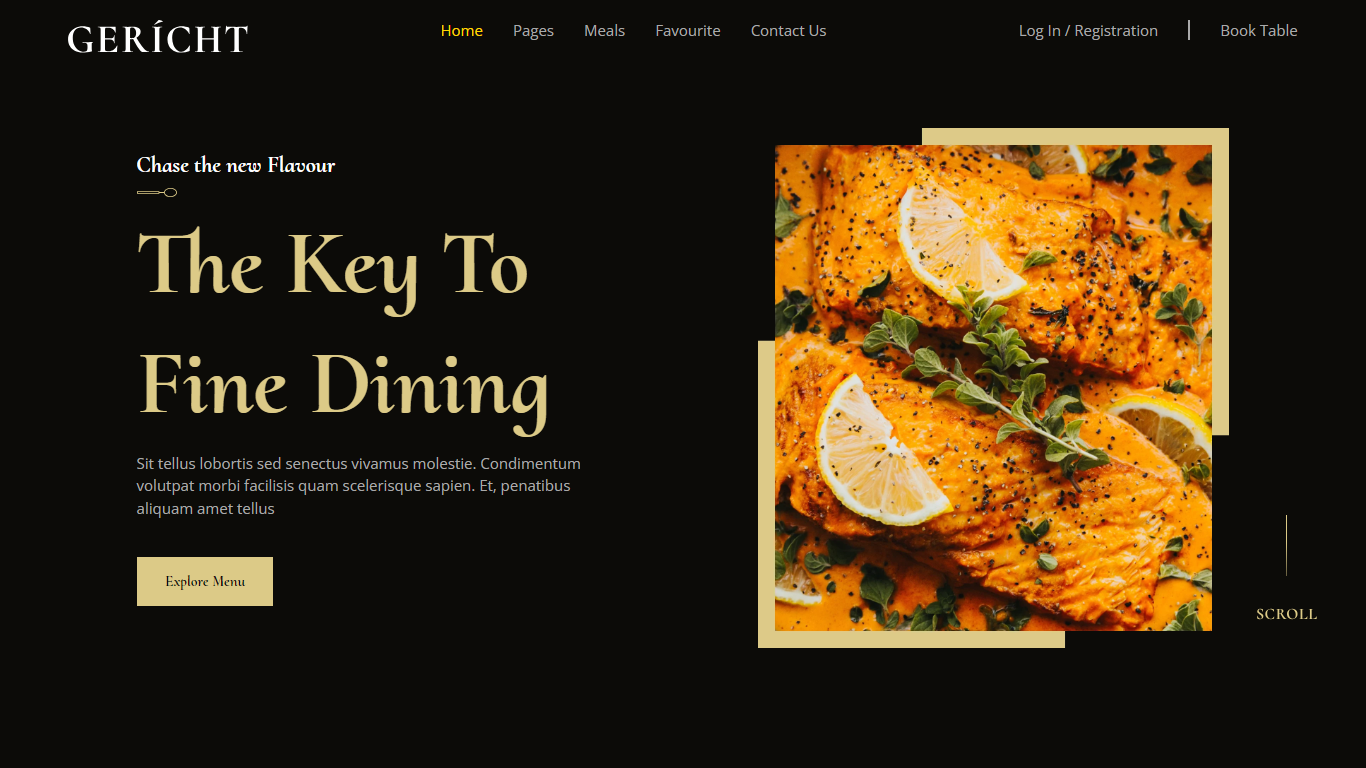 GERÍCHT
Home Pages Meals Favourite Contact Us
Log In / Registration Book Table
Chase the new Flavour
The Key To
Fine Dining
Sit tellus lobortis sed senectus vivamus molestie. Condimentum
volutpat morbi facilisis quam scelerisque sapien. Et, penatibus
aliquam amet tellus
Explore Menu
SCROLL